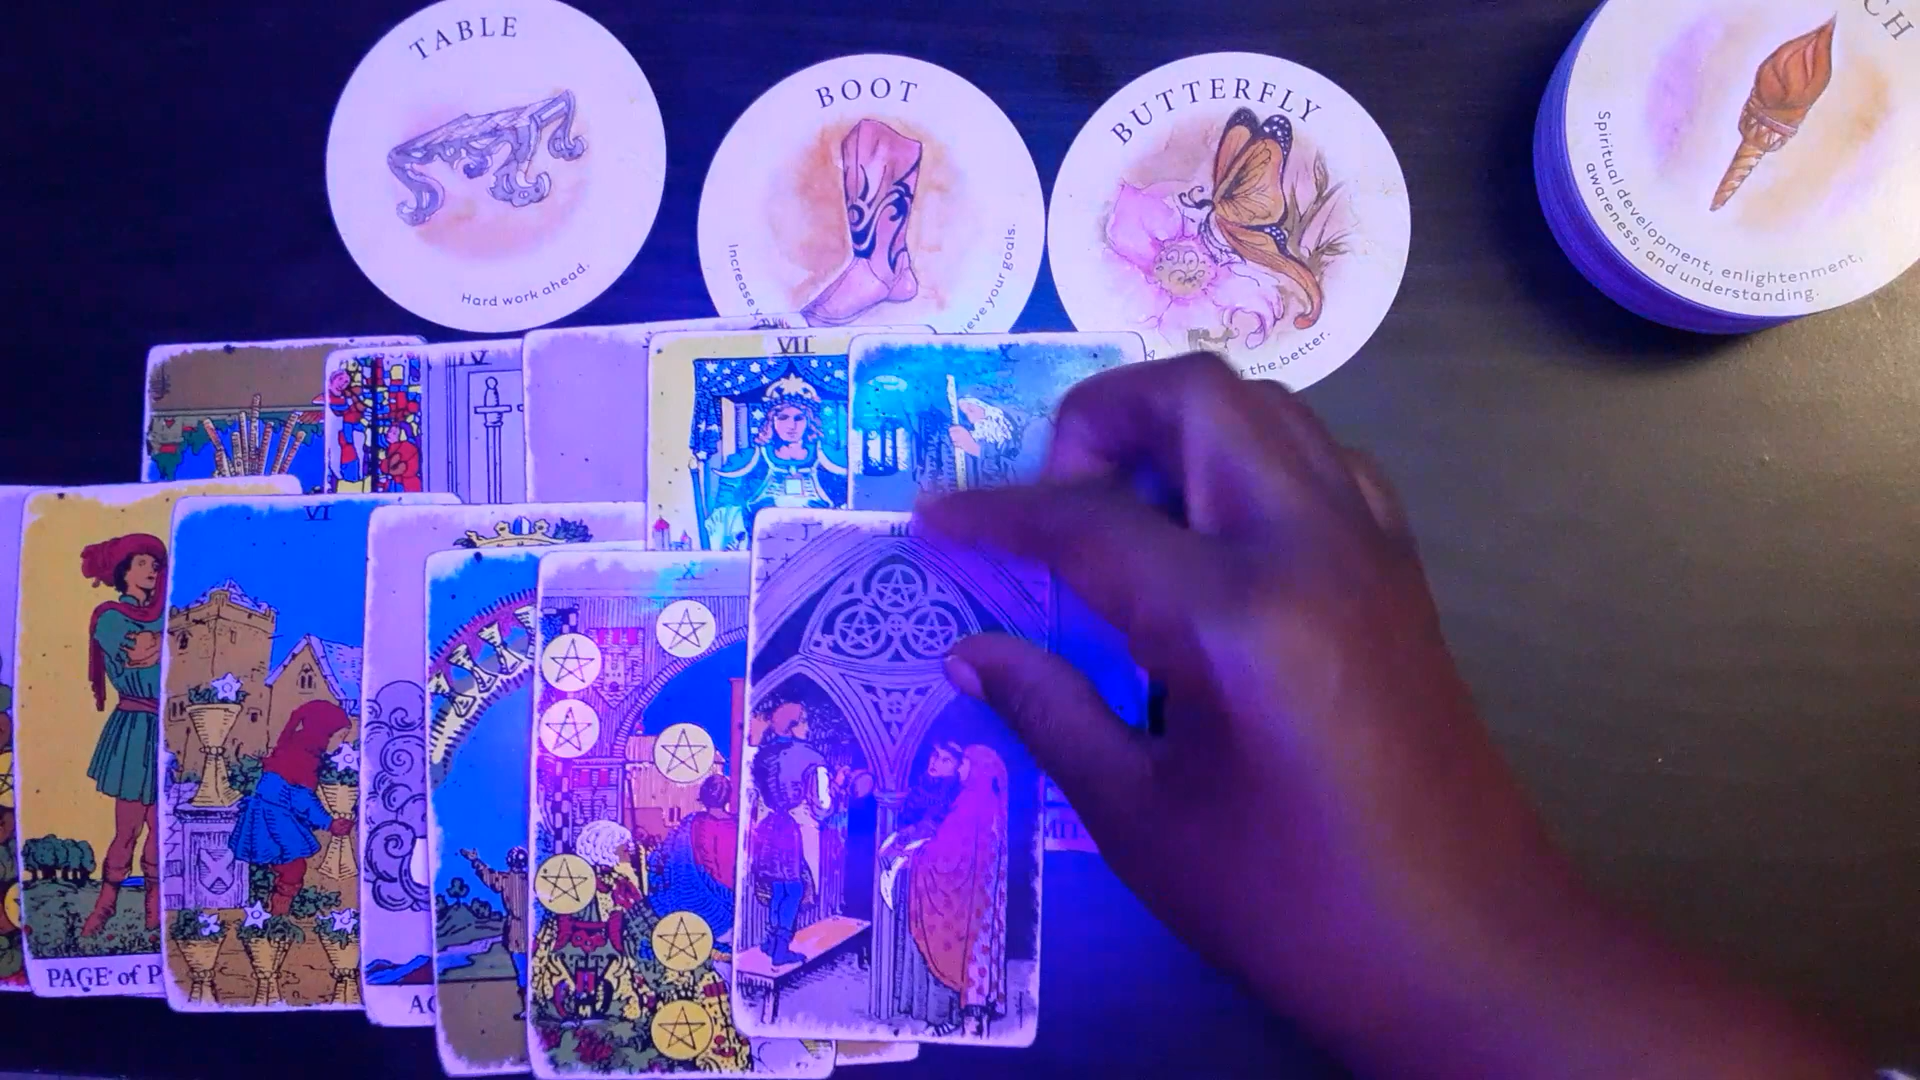 TABLE
Hard work ahead.
BOOT
Increase
your goals.
BUTTERFLY
the better.
CH
Spiritual development, enlightenment,
awareness, and understanding.
VII
VI
X
III
PAGE of P